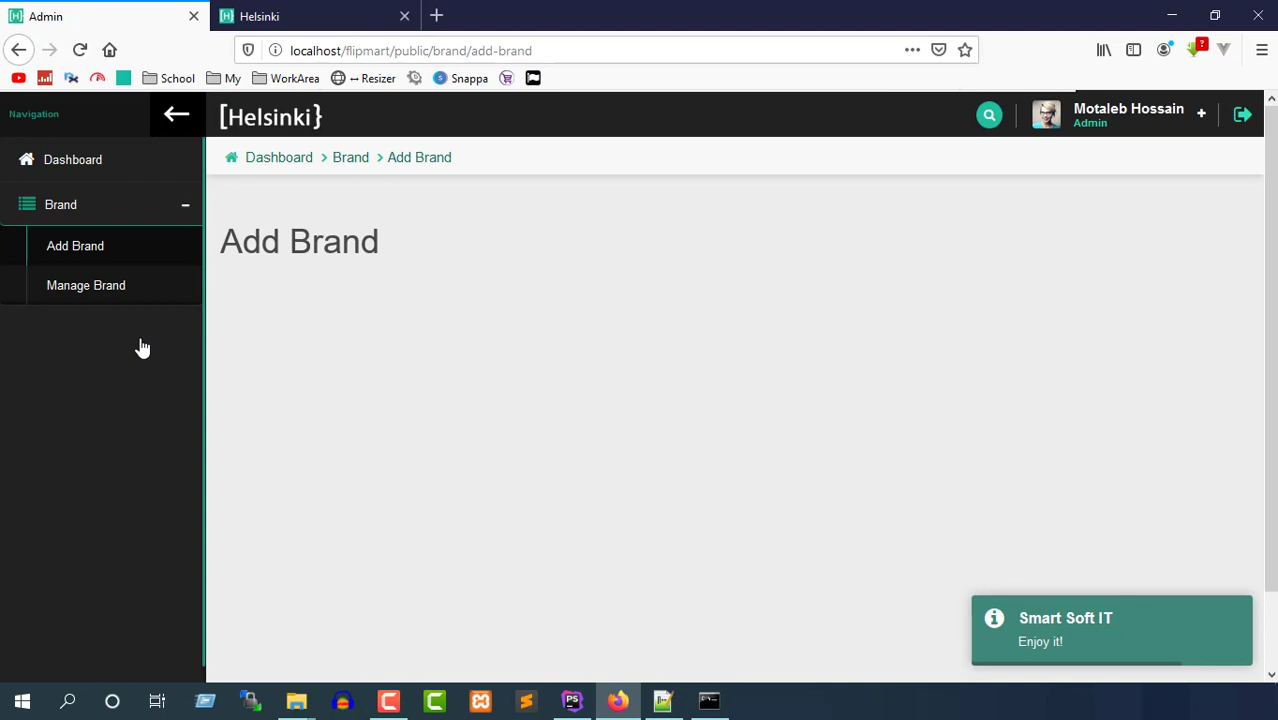 Admin
Helsinki
localhost/flipmart/public/brand/add-brand
School
My
WorkArea
↔ Resizer
Snappa
Navigation
[Helsinki}
Motaleb Hossain
Admin
Dashboard
Dashboard > Brand > Add Brand
Brand
Add Brand
Add Brand
Manage Brand
Smart Soft IT
Enjoy it!